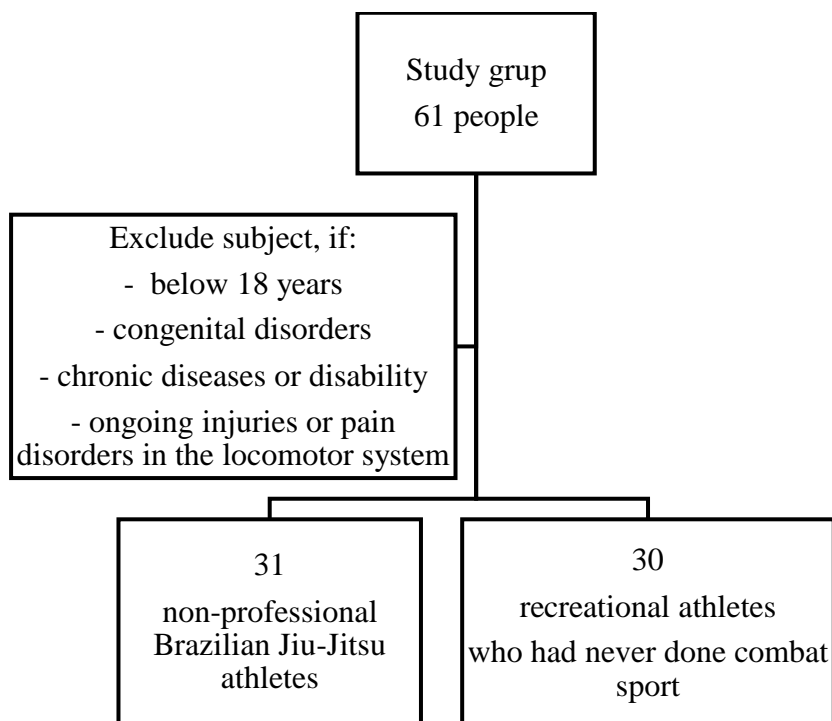 Study grup
61 people
Exclude subject, if:
- below 18 years
- congenital disorders
- chronic diseases or disability
- ongoing injuries or pain
disorders in the locomotor system
31
non-professional
Brazilian Jiu-Jitsu
athletes
30
recreational athletes
who had never done combat
sport